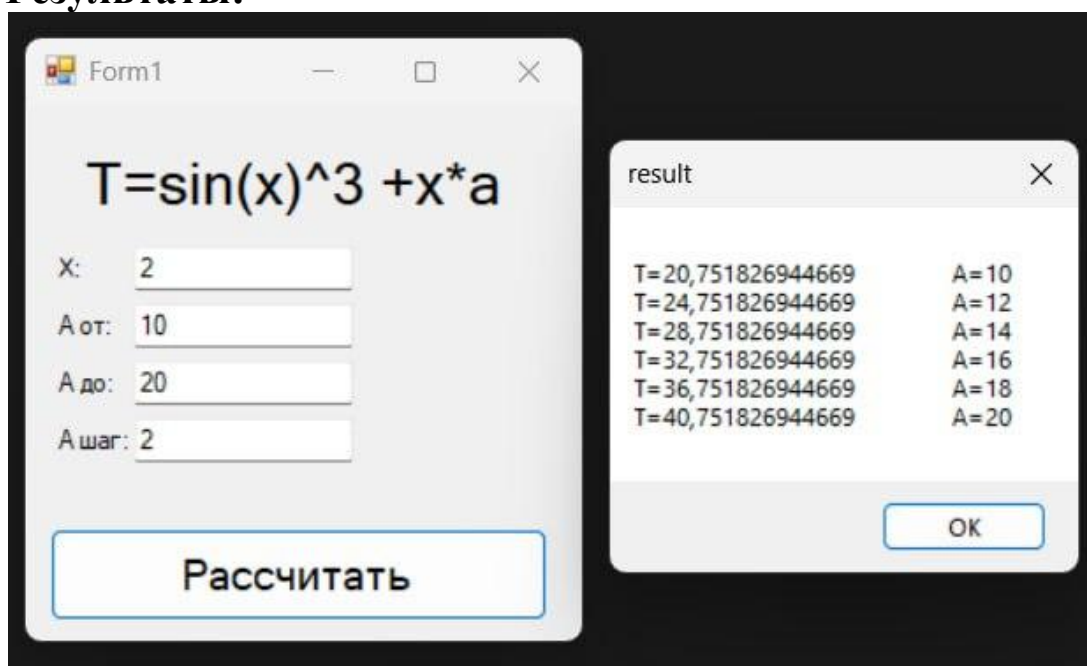 Результаты:
Form1
T=sin(x)^3 +x*a
X: 2
А от: 10
А до: 20
А шаг: 2
Рассчитать
result
T=20,751826944669 A=10
T=24,751826944669 A=12
T=28,751826944669 A=14
T=32,751826944669 A=16
T=36,751826944669 A=18
T=40,751826944669 A=20
OK